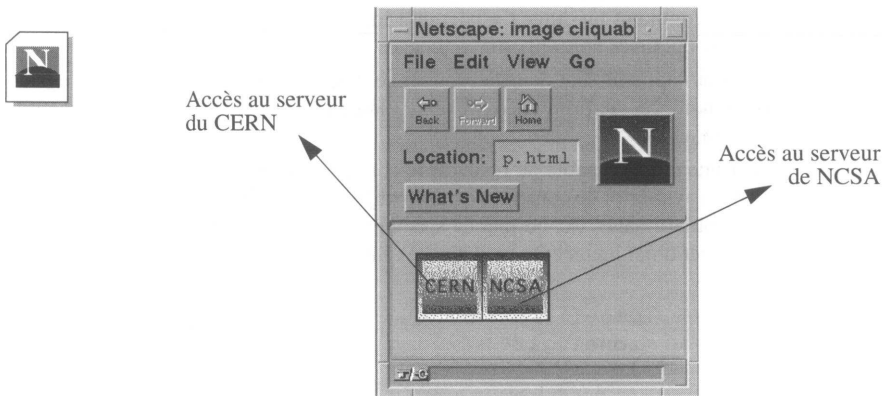 N
Netscape: image cliquab
File Edit View Go
Back Forward Home
Accès au serveur
du CERN
N
Location: p.html
Accès au serveur
de NCSA
What's New
CERN NCSA